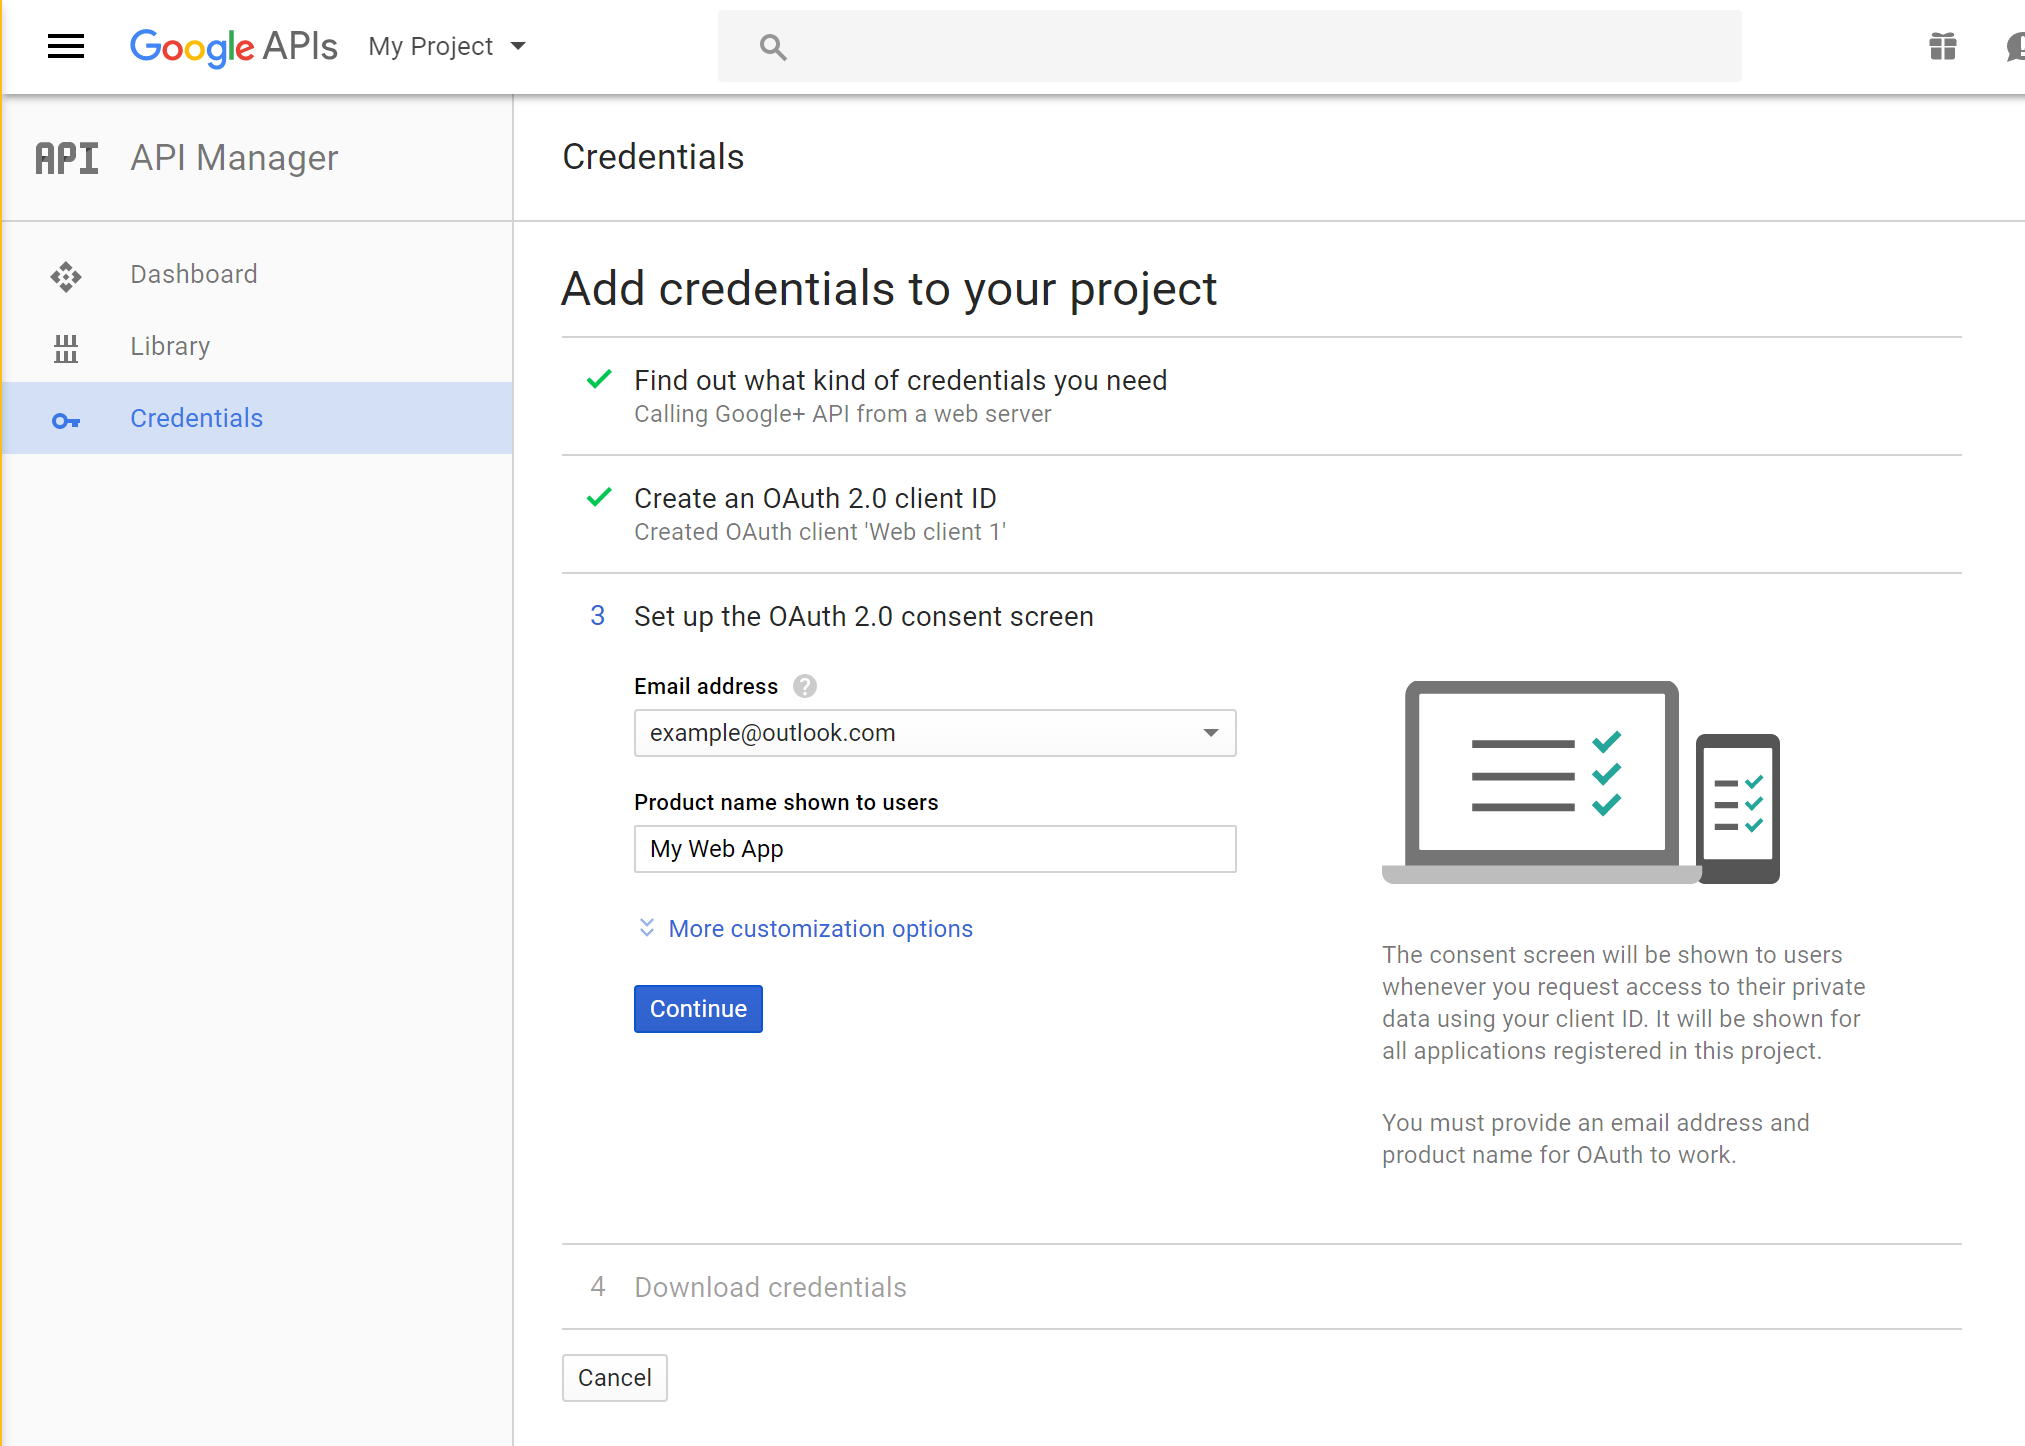 Google APIs My Project
API API Manager
Credentials
Dashboard
Library
Credentials
Add credentials to your project
Find out what kind of credentials you need
Calling Google+ API from a web server
Create an OAuth 2.0 client ID
Created OAuth client 'Web client 1'
3 Set up the OAuth 2.0 consent screen
Email address ?
example@outlook.com
Product name shown to users
My Web App
More customization options
Continue
The consent screen will be shown to users
whenever you request access to their private
data using your client ID. It will be shown for
all applications registered in this project.
You must provide an email address and
product name for OAuth to work.
4 Download credentials
Cancel